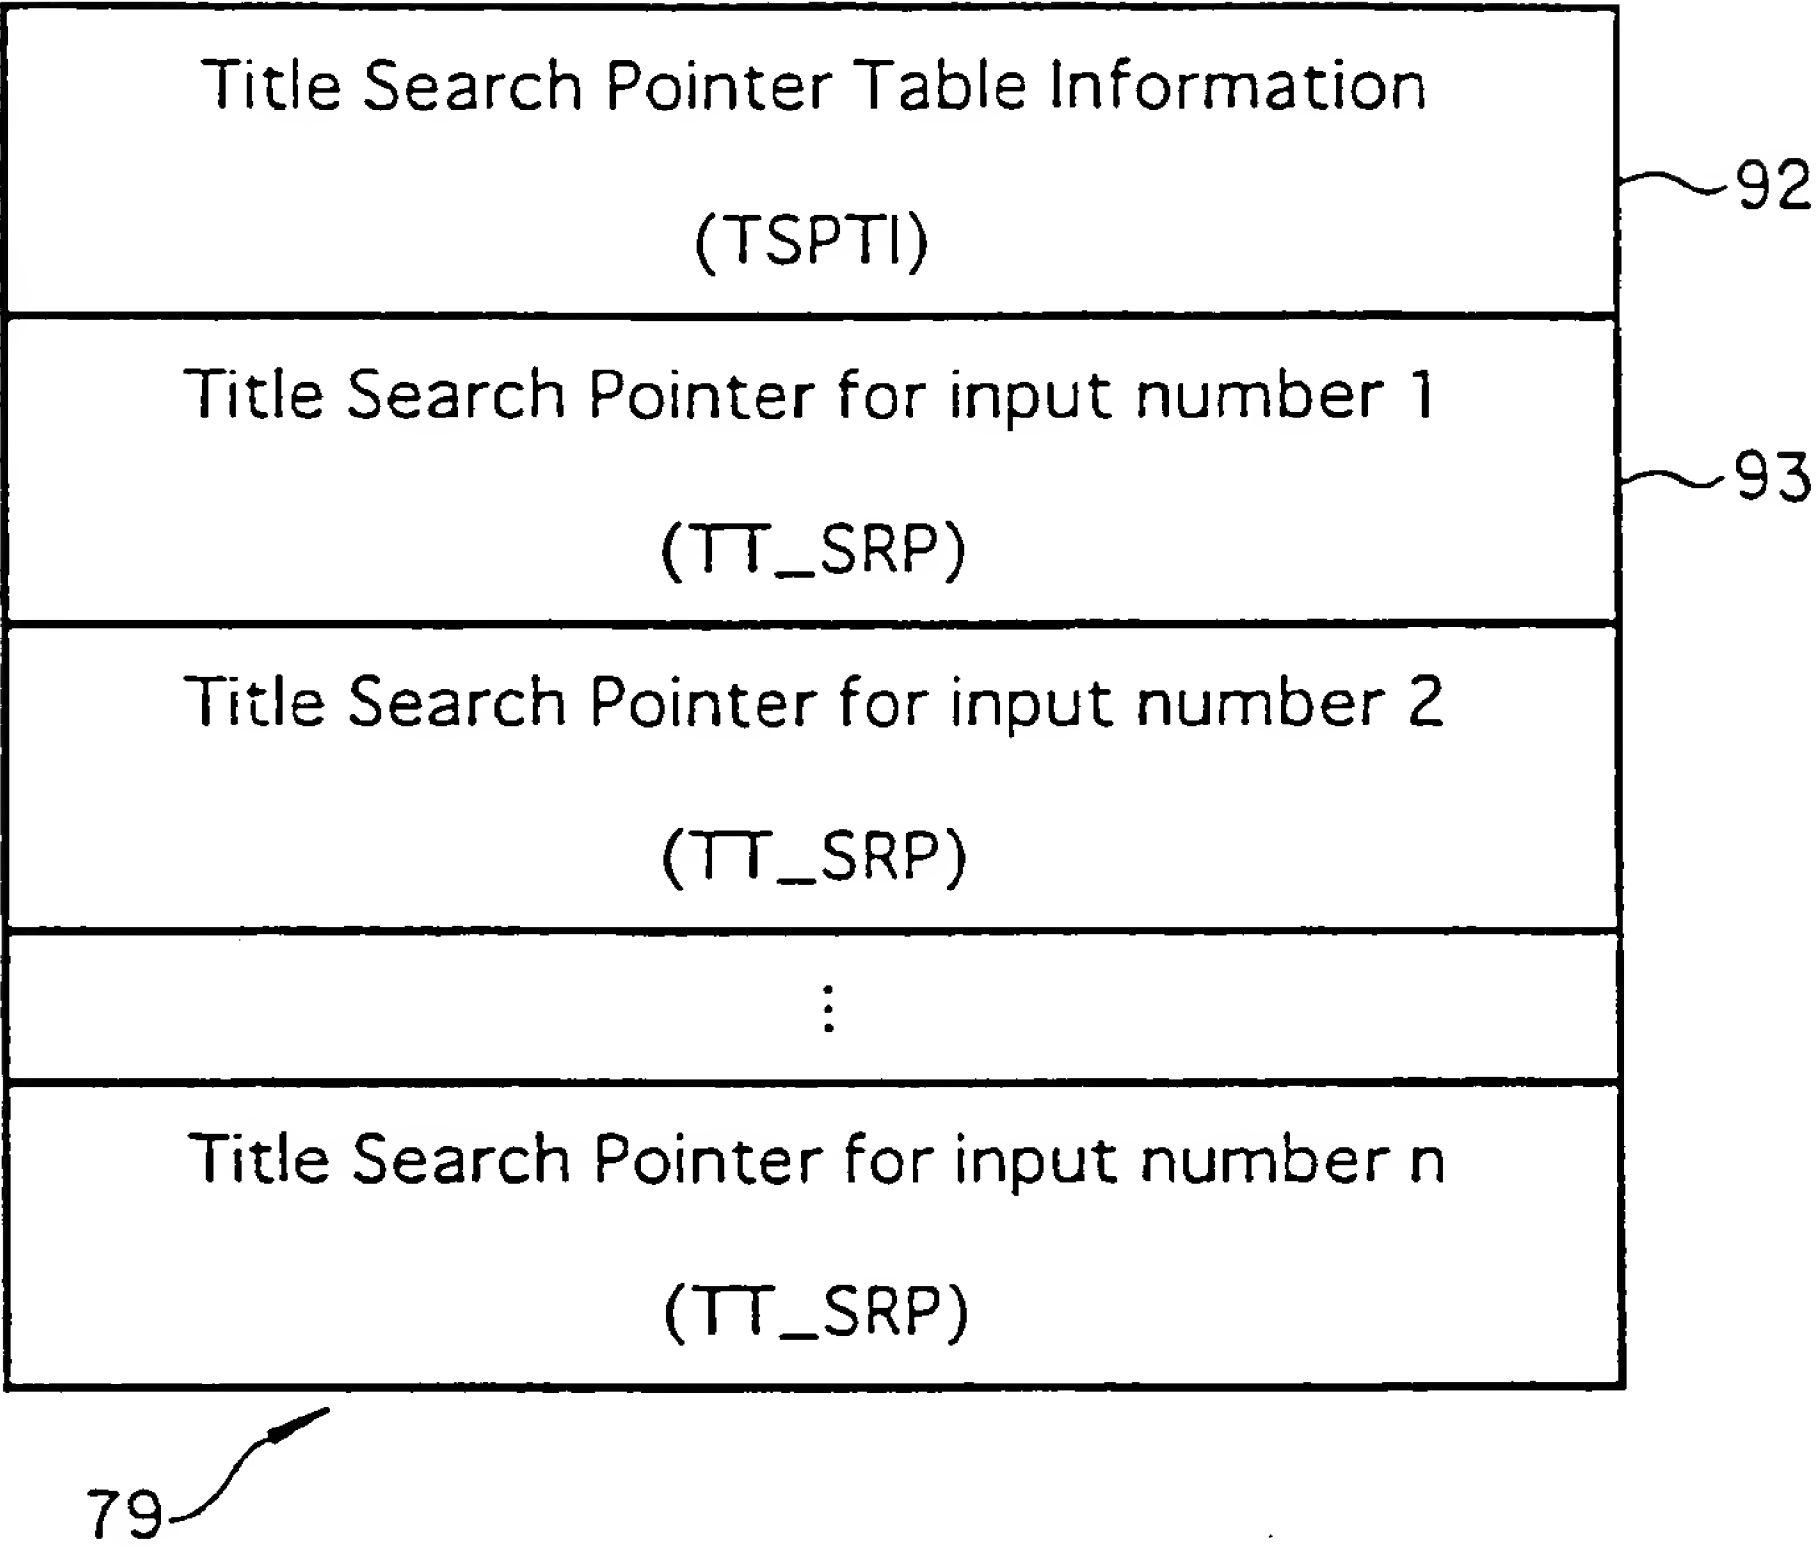 Title Search Pointer Table Information
(TSPTI)
92
Title Search Pointer for input number 1
(TT_SRP)
93
Title Search Pointer for input number 2
(TT_SRP)
⋮
Title Search Pointer for input number n
(TT_SRP)
79